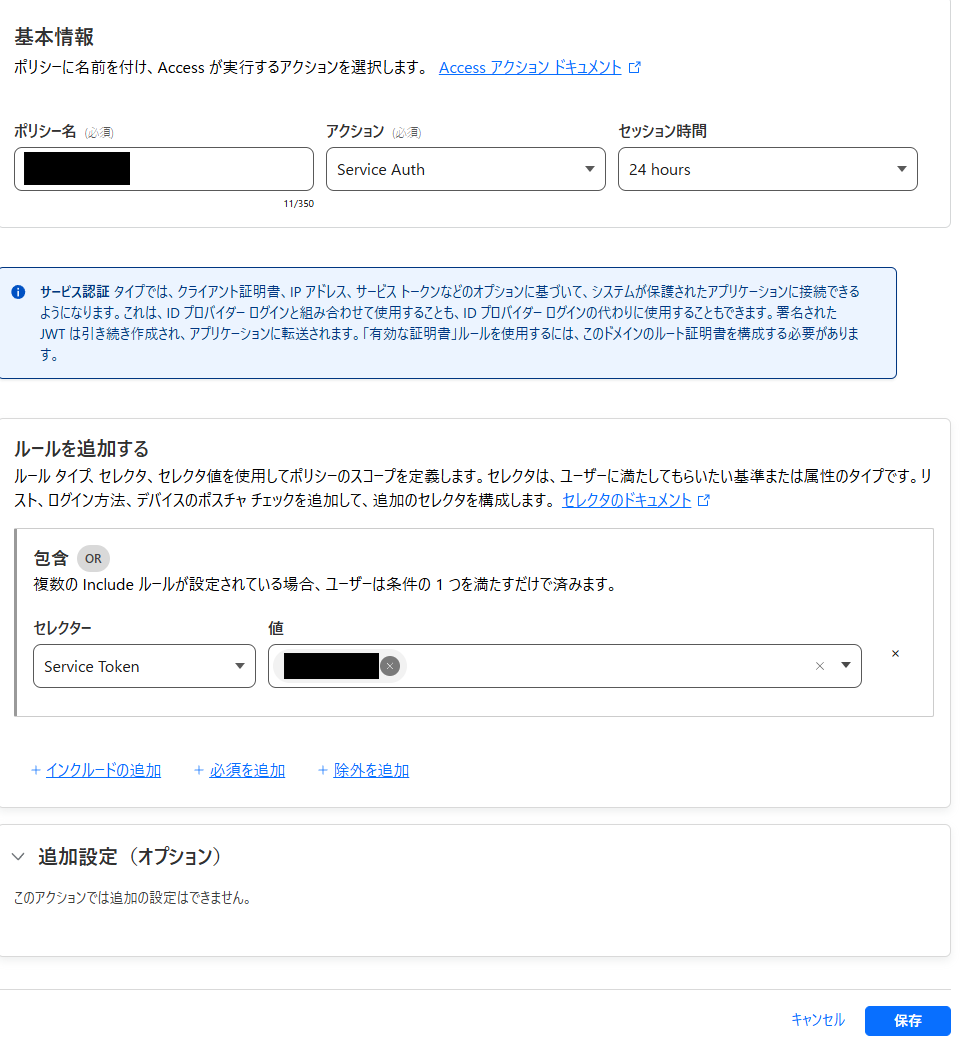 基本情報
ポリシーに名前を付け、Access が実行するアクションを選択します。 Access アクション ドキュメント
ポリシー名 (必須)
アクション (必須)
セッション時間
Service Auth
24 hours
11/350
サービス認証 タイプでは、クライアント証明書、IP アドレス、サービス トークンなどのオプションに基づいて、システムが保護されたアプリケーションに接続できる
ようになります。これは、ID プロバイダー ログインと組み合わせて使用することも、ID プロバイダー ログインの代わりに使用することもできます。署名された
JWT は引き続き作成され、アプリケーションに転送されます。「有効な証明書」ルールを使用するには、このドメインのルート証明書を構成する必要がありま
す。
ルールを追加する
ルール タイプ、セレクタ、セレクタ値を使用してポリシーのスコープを定義します。セレクタは、ユーザーに満たしてもらいたい基準または属性のタイプです。リ
スト、ログイン方法、デバイスのポスチャ チェックを追加して、追加のセレクタを構成します。 セレクタのドキュメント
包含 OR
複数の Include ルールが設定されている場合、ユーザーは条件の 1 つを満たすだけで済みます。
セレクター
値
Service Token
+ インクルードの追加
+ 必須を追加
+ 除外を追加
追加設定（オプション）
このアクションでは追加の設定はできません。
キャンセル
保存